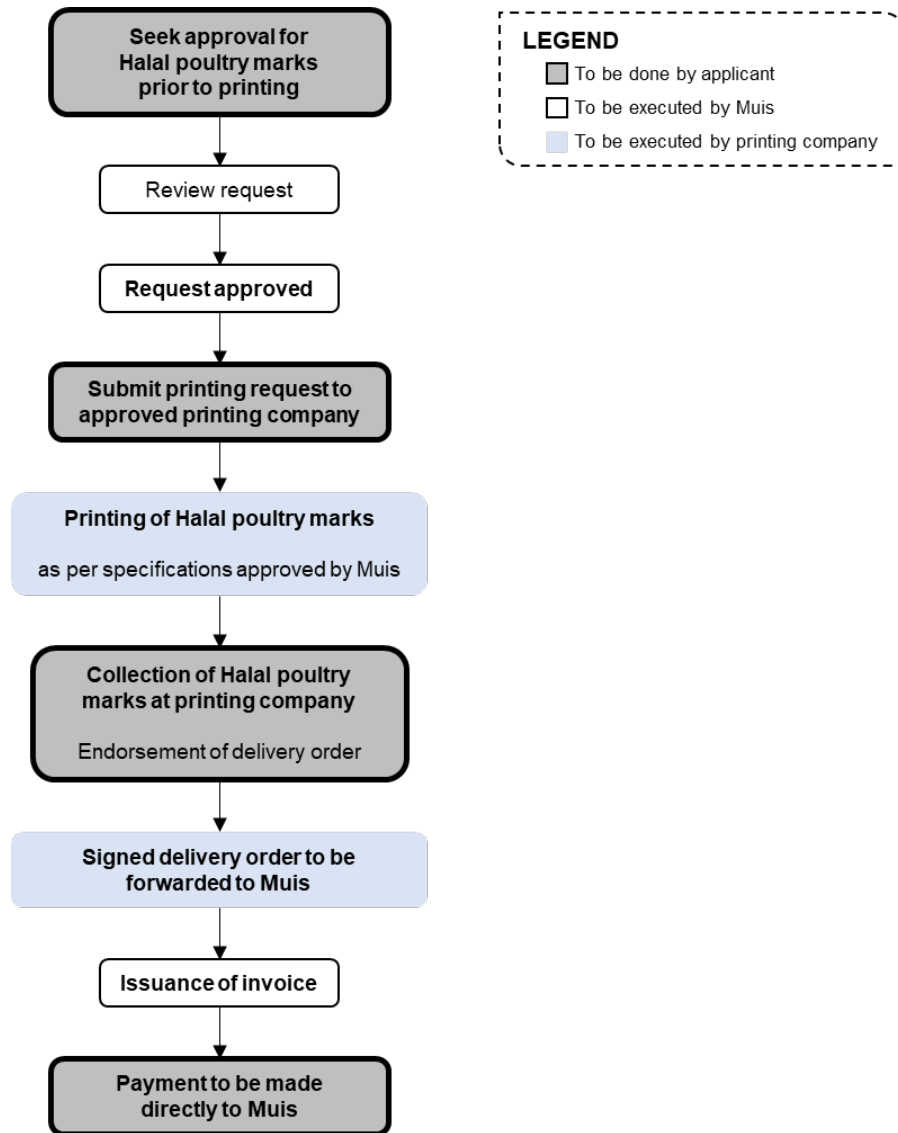 Seek approval for
Halal poultry marks
prior to printing
LEGEND
To be done by applicant
To be executed by Muis
To be executed by printing company
Review request
Request approved
Submit printing request to
approved printing company
Printing of Halal poultry marks
as per specifications approved by Muis
Collection of Halal poultry
marks at printing company
Endorsement of delivery order
Signed delivery order to be
forwarded to Muis
Issuance of invoice
Payment to be made
directly to Muis